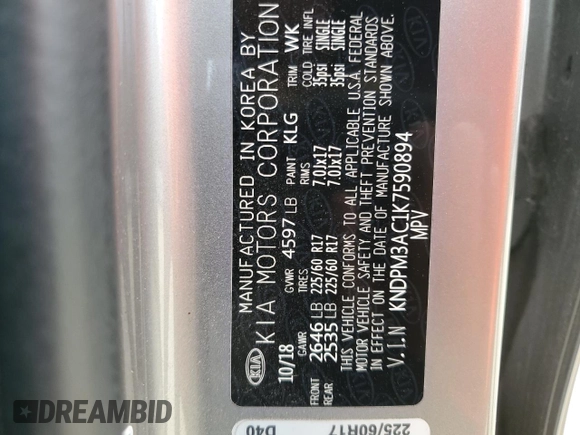 KIA
MANUFACTURED IN KOREA BY
KIA MOTORS CORPORATION
10/18 GVWR 4597 LB PAINT KLG TRIM WK
GAWR TIRES RIMS COLD TIRE INFL
FRONT 2646 LB 225/60 R17 7.0Jx17 35psi SINGLE
REAR 2535 LB 225/60 R17 7.0Jx17 35psi SINGLE
THIS VEHICLE CONFORMS TO ALL APPLICABLE U.S.A. FEDERAL
MOTOR VEHICLE SAFETY AND THEFT PREVENTION STANDARDS
IN EFFECT ON THE DATE OF MANUFACTURE SHOWN ABOVE.
V.I.N KNDPM3AC1K7590894
MPV
225/60R17
D40
DREAMBID